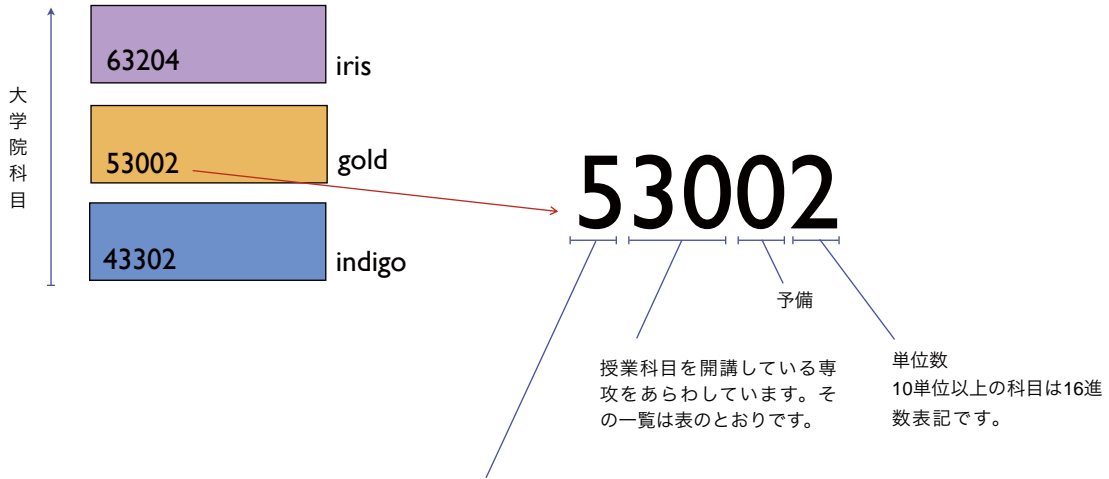 大学院科目
63204
iris
53002
gold
43302
indigo
53002
予備
授業科目を開講している専
攻をあらわしています。そ
の一覧は表のとおりです。
単位数
10単位以上の科目は16進
数表記です。